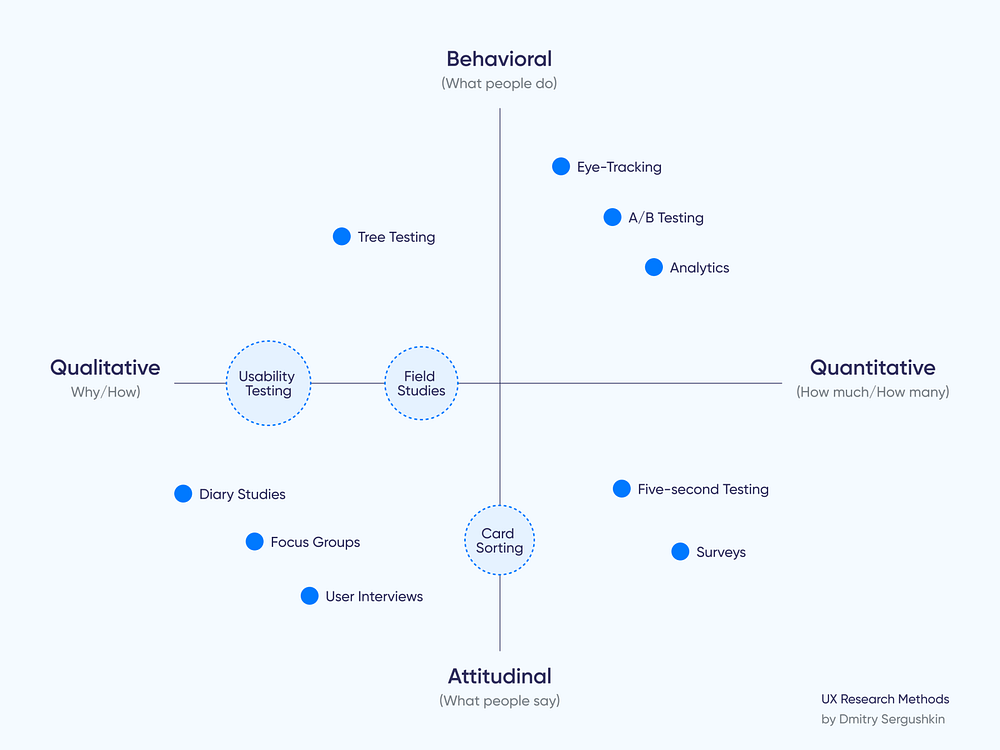 Behavioral
(What people do)
Eye-Tracking
A/B Testing
Tree Testing
Analytics
Qualitative
Why/How)
Usability
Testing
Field
Studies
Quantitative
(How much/How many)
Diary Studies
Five-second Testing
Focus Groups
Card
Sorting
Surveys
User Interviews
Attitudinal
(What people say)
UX Research Methods
by Dmitry Sergushkin